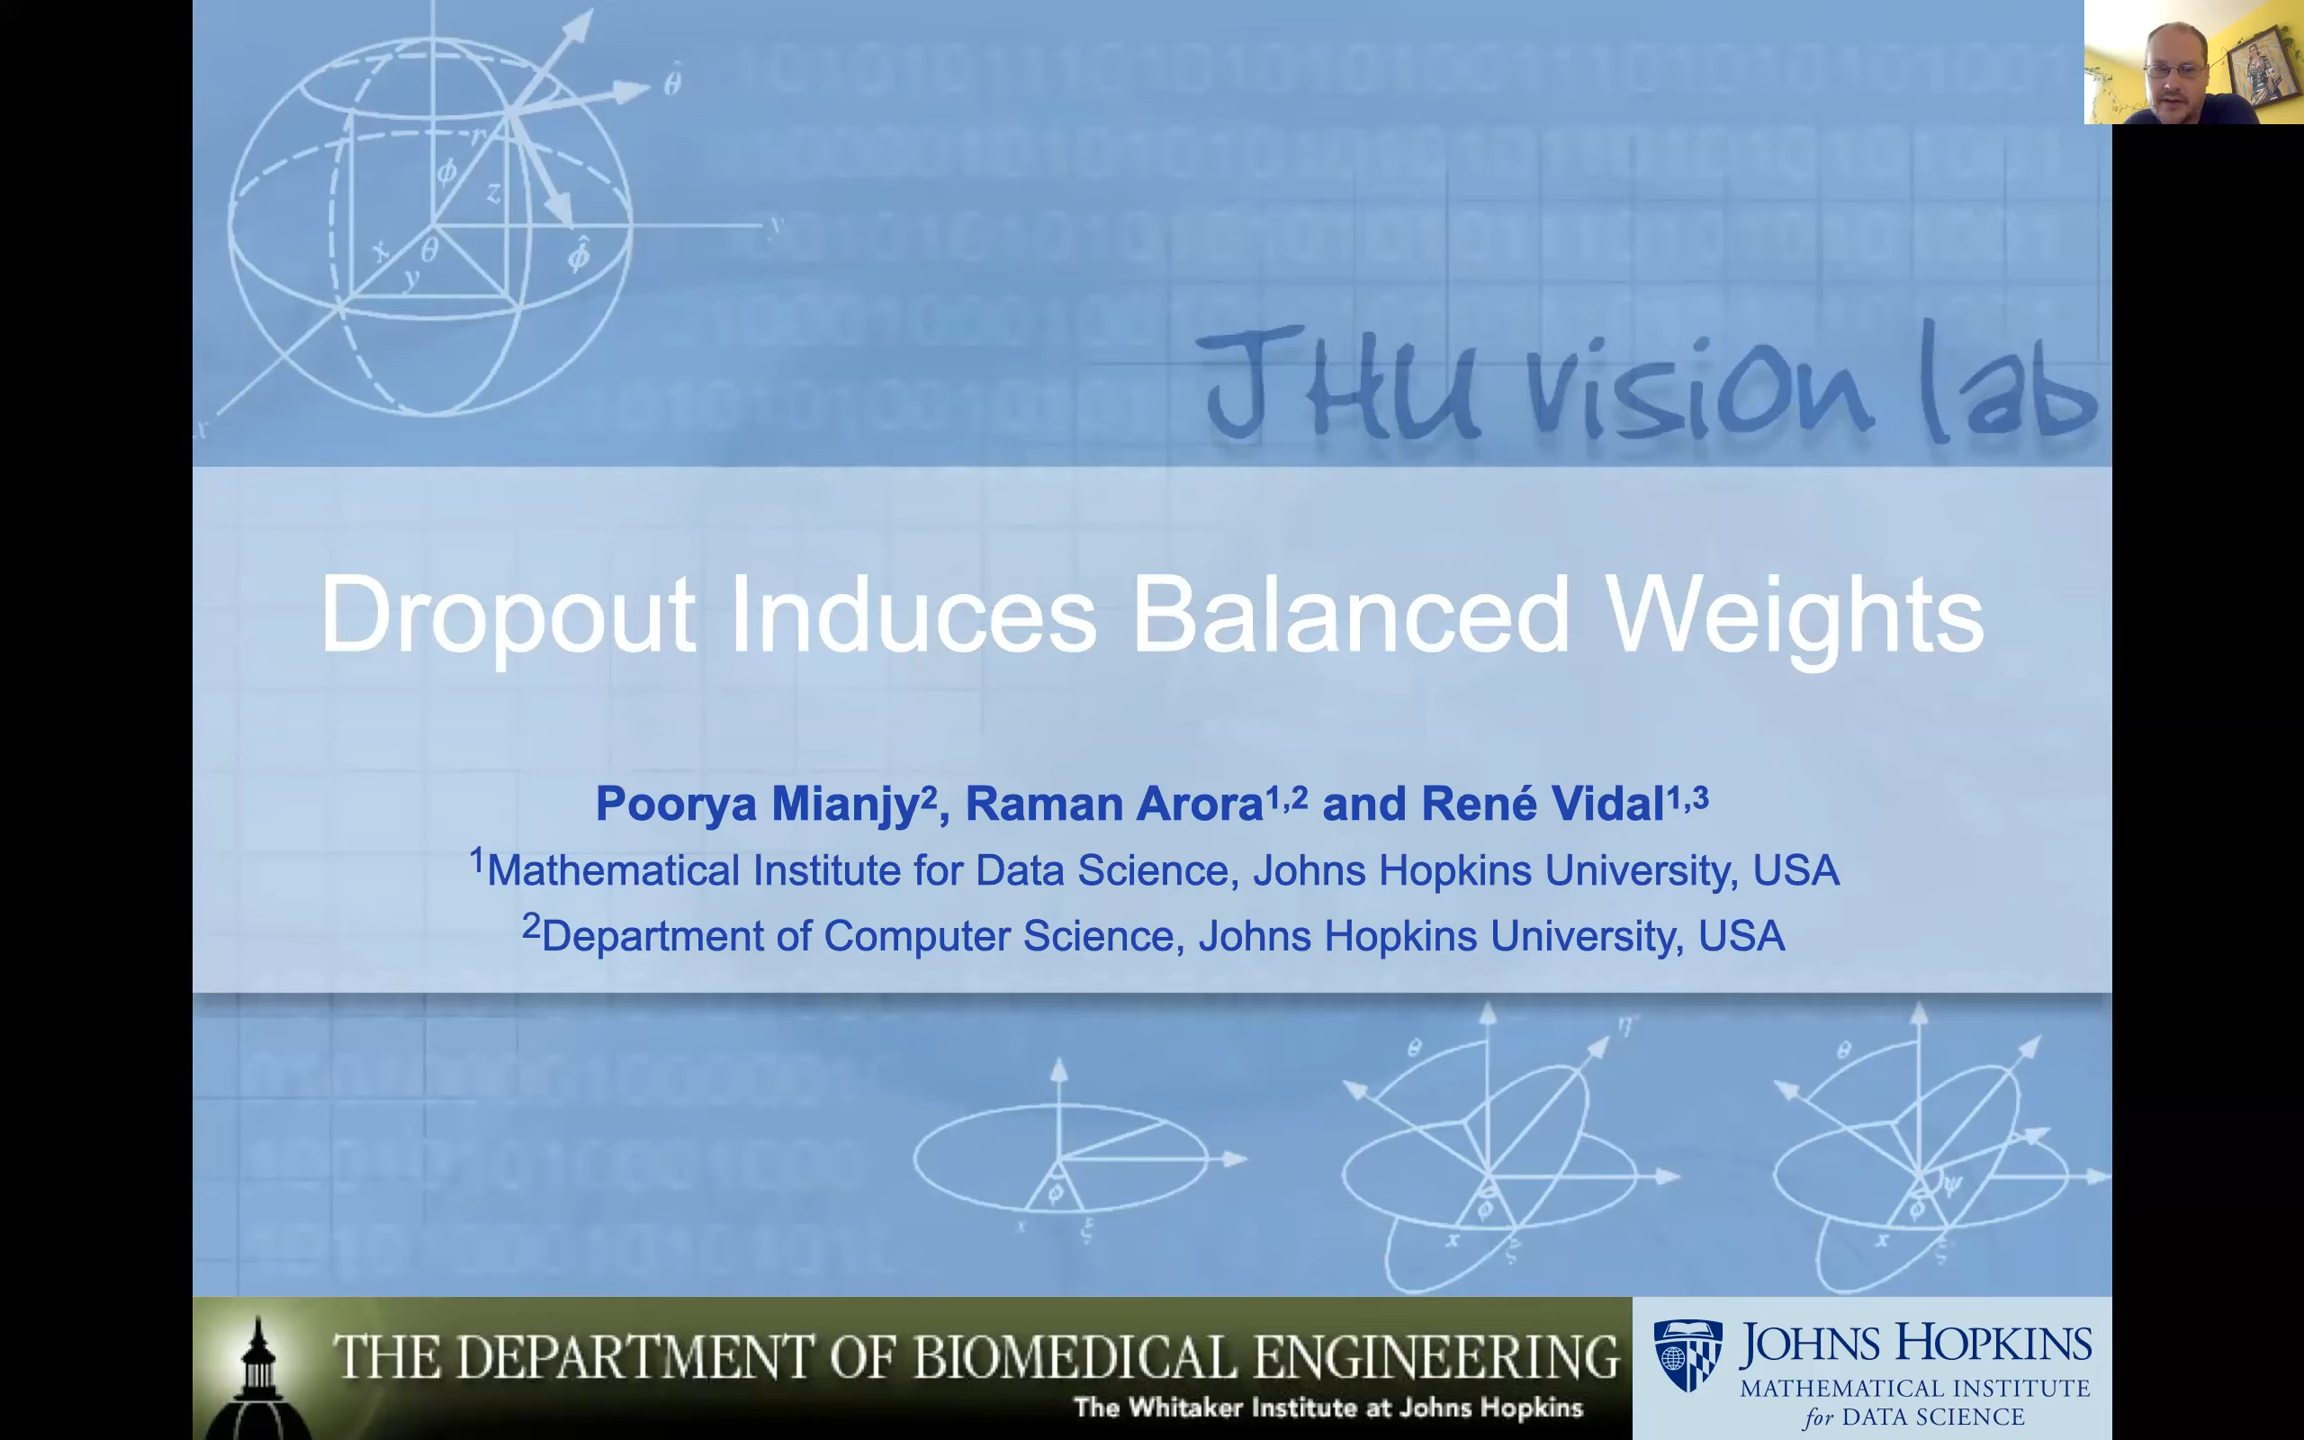 JHU vision lab
Dropout Induces Balanced Weights
Poorya Mianjy2, Raman Arora1,2 and René Vidal1,3
1Mathematical Institute for Data Science, Johns Hopkins University, USA
2Department of Computer Science, Johns Hopkins University, USA
THE DEPARTMENT OF BIOMEDICAL ENGINEERING
The Whitaker Institute at Johns Hopkins
JOHNS HOPKINS
MATHEMATICAL INSTITUTE
for DATA SCIENCE